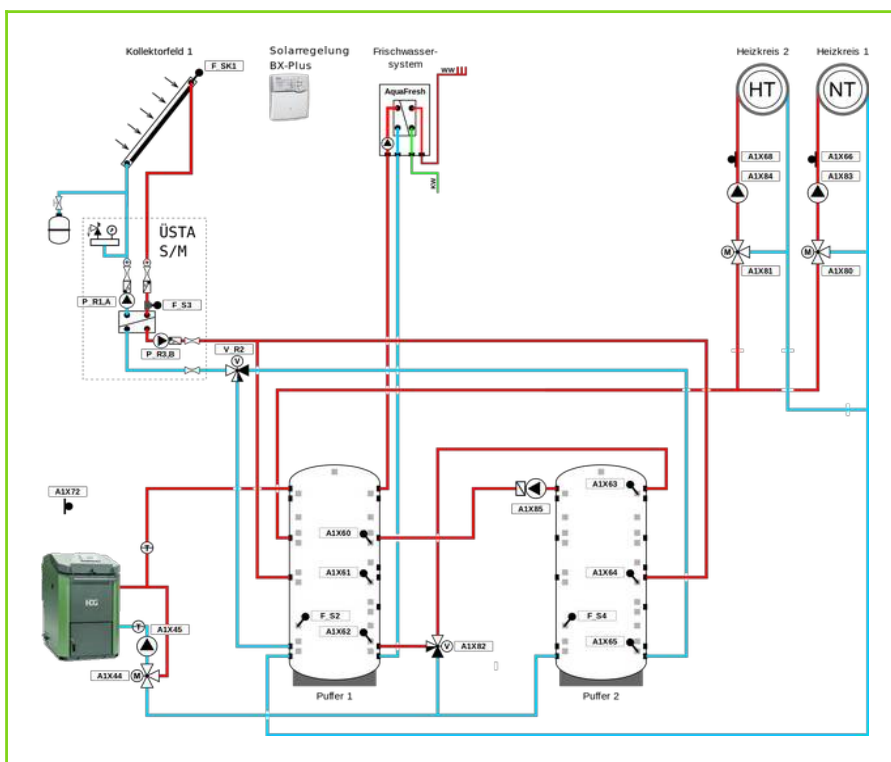 Kollektorfeld 1
Solarregelung
BX-Plus
Frischwasser-
system
Heizkreis 2
Heizkreis 1
F_SK1
WW
AquaFresh
HT
NT
KW
A1X68
A1X66
A1X84
A1X83
ÜSTA
S/M
M
M
A1X81
A1X80
P_R1,A
F_S3
P_R3,B
V_R2
V
A1X72
A1X63
A1X85
A1X60
T
A1X61
A1X64
HDG
F_S2
F_S4
T
A1X45
A1X62
V
A1X82
A1X65
A1X44
M
Puffer 1
Puffer 2